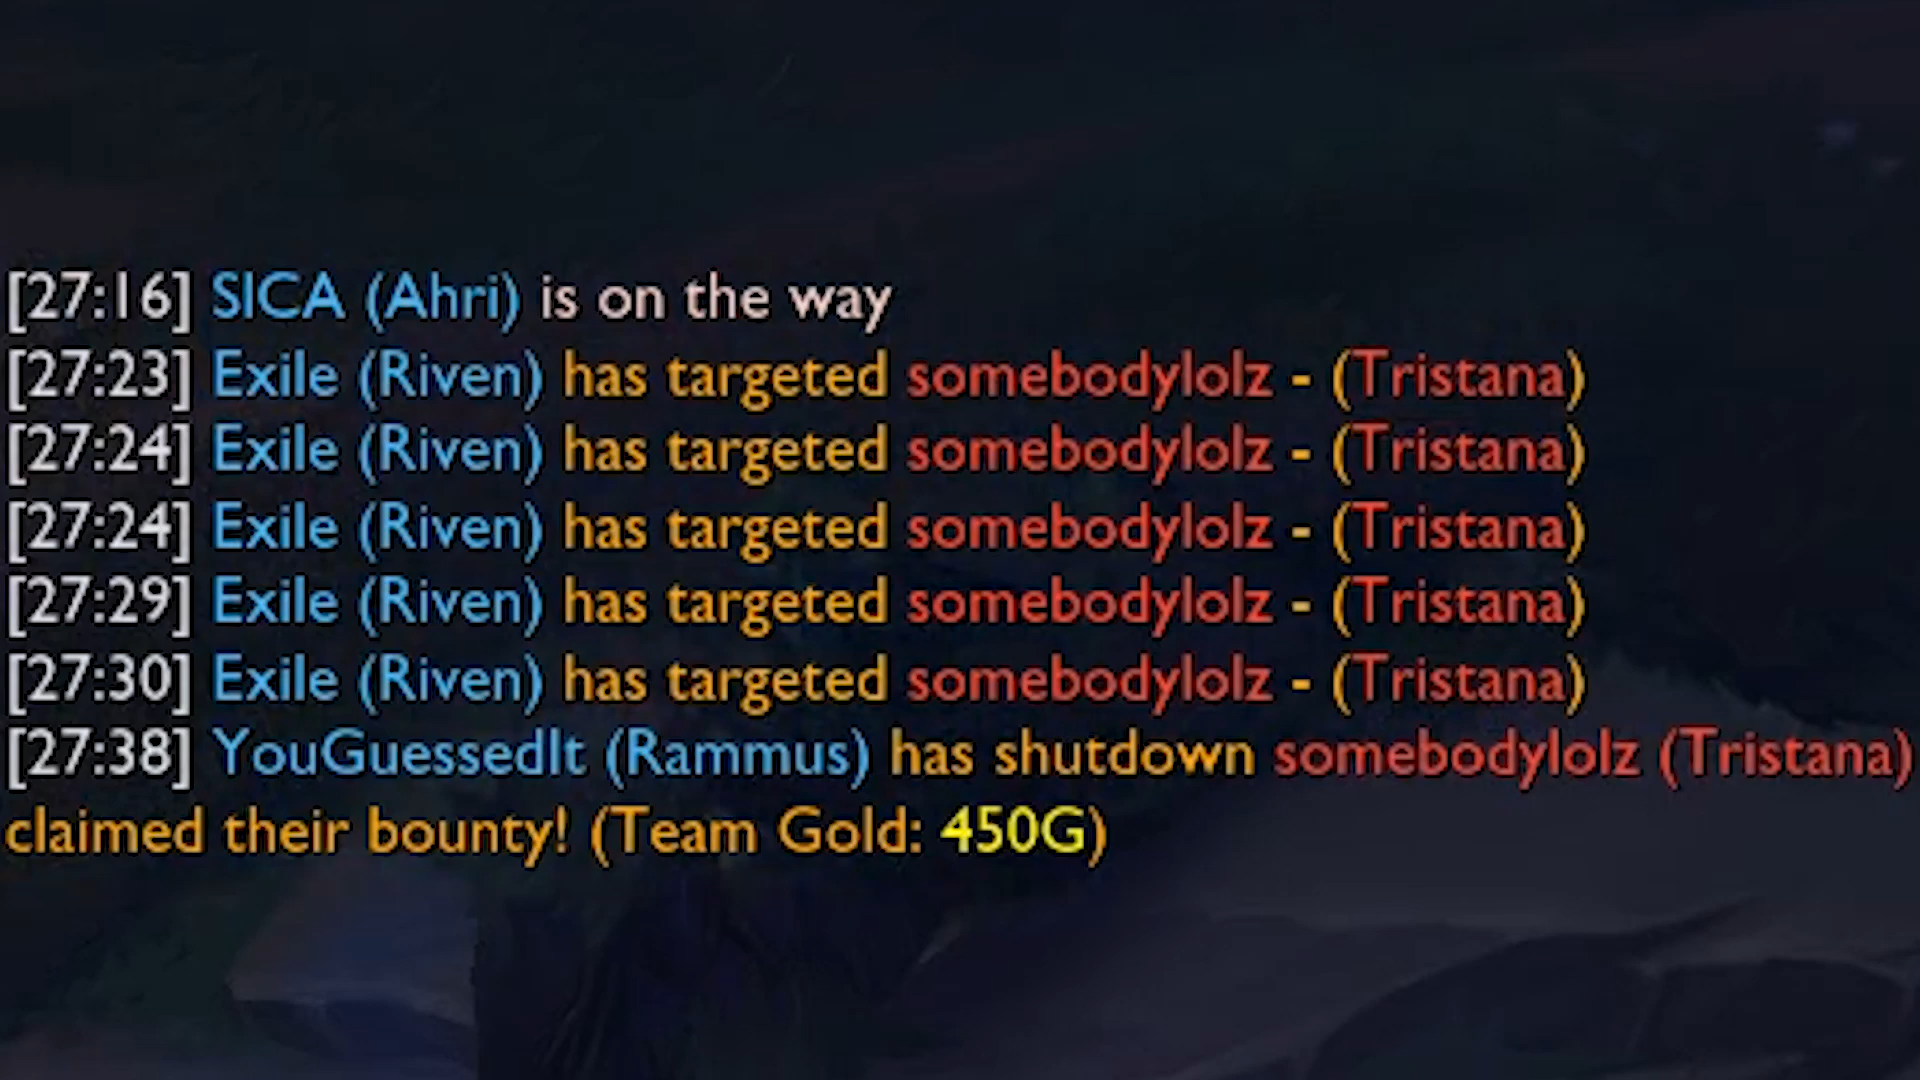 [27:16] SICA (Ahri) is on the way
[27:23] Exile (Riven) has targeted somebodylolz - (Tristana)
[27:24] Exile (Riven) has targeted somebodylolz - (Tristana)
[27:24] Exile (Riven) has targeted somebodylolz - (Tristana)
[27:29] Exile (Riven) has targeted somebodylolz - (Tristana)
[27:30] Exile (Riven) has targeted somebodylolz - (Tristana)
[27:38] YouGuessedIt (Rammus) has shutdown somebodylolz (Tristana)
claimed their bounty! (Team Gold: 450G)